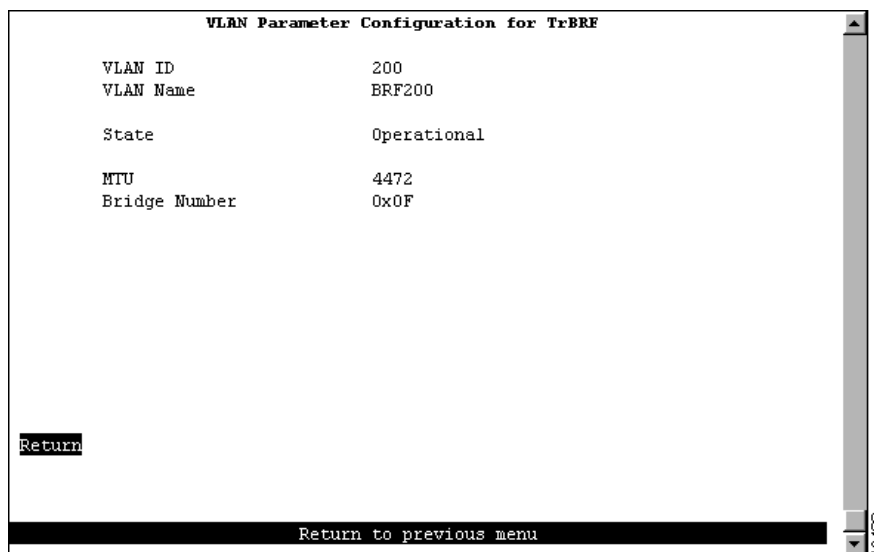 VLAN Parameter Configuration for TrBRF
VLAN ID 200
VLAN Name BRF200
State Operational
MTU 4472
Bridge Number 0x0F
Return
Return to previous menu